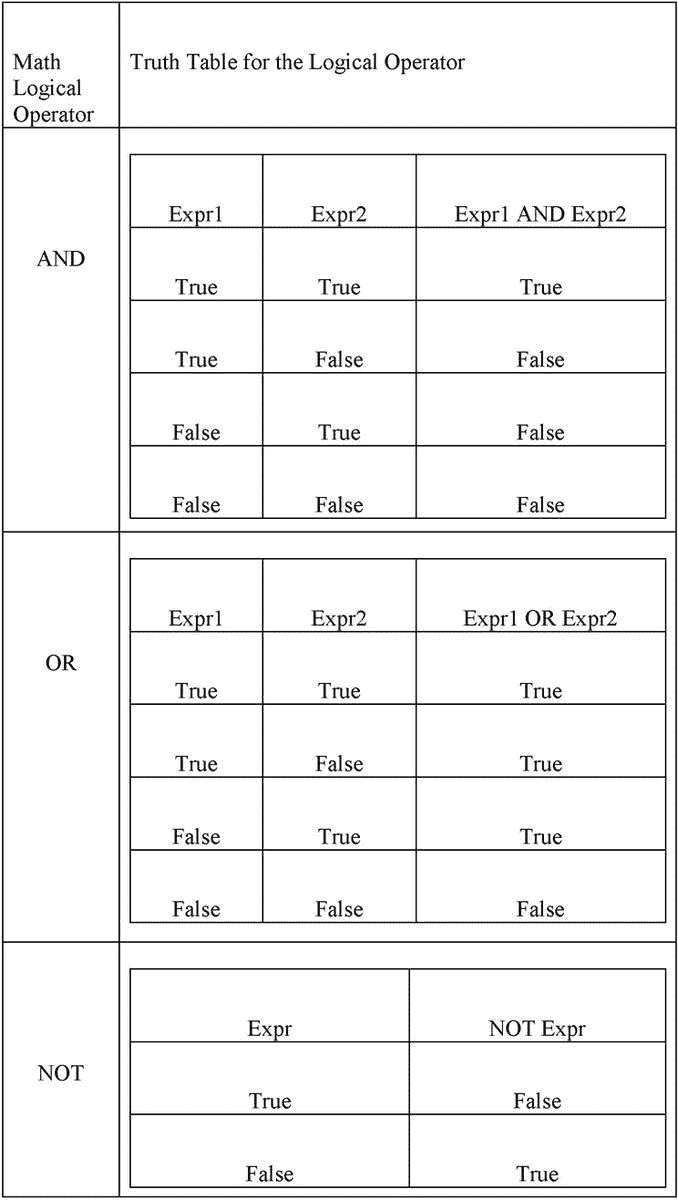 Math
Logical
Operator
Truth Table for the Logical Operator
AND
Expr1 Expr2 Expr1 AND Expr2
True True True
True False False
False True False
False False False
OR
Expr1 Expr2 Expr1 OR Expr2
True True True
True False True
False True True
False False False
NOT
Expr NOT Expr
True False
False True